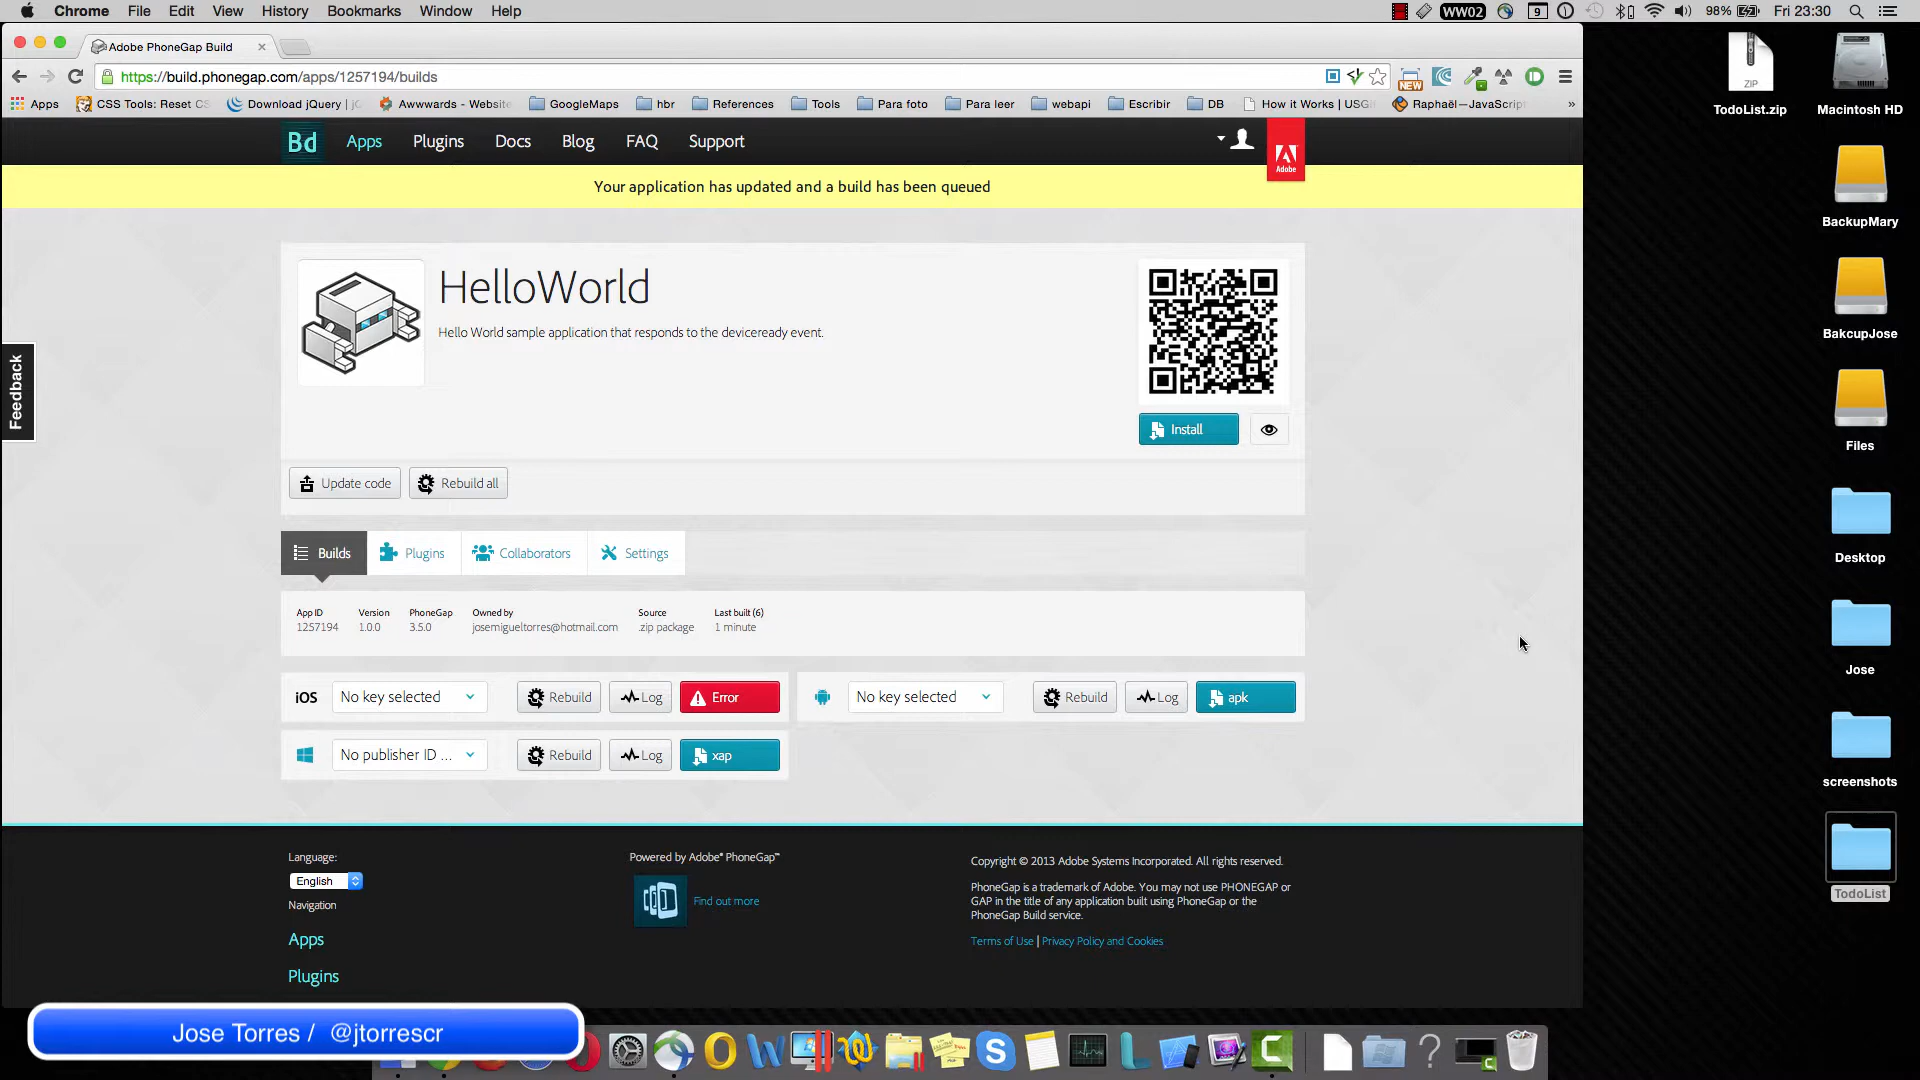 Chrome File Edit View History Bookmarks Window Help
WW02 9 98% Fri 23:30
Adobe PhoneGap Build
https://build.phonegap.com/apps/1257194/builds
NEW
Apps CSS Tools: Reset CS Download jQuery | jQ Awwwards - Website GoogleMaps hbr References Tools Para foto Para leer webapi Escribir DB How it Works | USGi Raphaël—JavaScript »
Bd Apps Plugins Docs Blog FAQ Support
Adobe
Your application has updated and a build has been queued
HelloWorld
Hello World sample application that responds to the deviceready event.
Install
Feedback
Update code Rebuild all
Builds Plugins Collaborators Settings
App ID Version PhoneGap Owned by Source Last built (6)
1257194 1.0.0 3.5.0 josemigueltorres@hotmail.com .zip package 1 minute
iOS No key selected Rebuild Log Error No key selected Rebuild Log apk
No publisher ID ... Rebuild Log xap
Language:
English
Navigation
Apps
Plugins
Powered by Adobe® PhoneGap™
Find out more
Copyright © 2013 Adobe Systems Incorporated. All rights reserved.
PhoneGap is a trademark of Adobe. You may not use PHONEGAP or
GAP in the title of any application built using PhoneGap or the
PhoneGap Build service.
Terms of Use | Privacy Policy and Cookies
Jose Torres / @jtorrescr
ZIP
TodoList.zip
Macintosh HD
BackupMary
BakcupJose
Files
Desktop
Jose
screenshots
TodoList